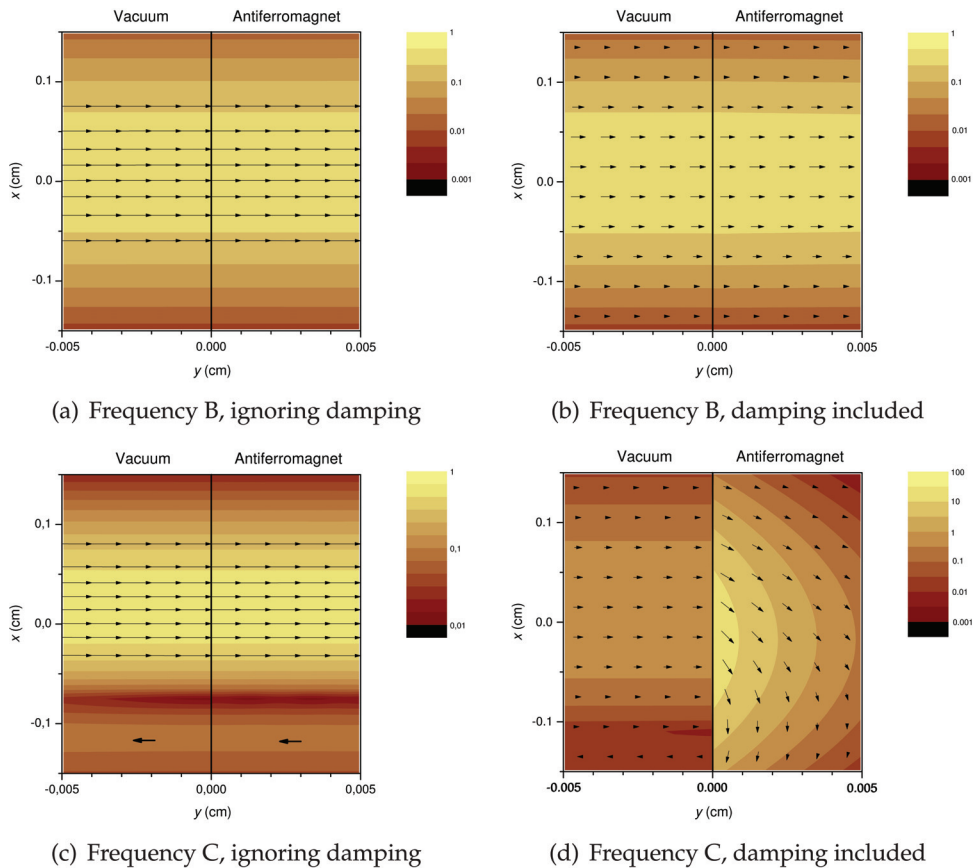 Vacuum Antiferromagnet
0.1
0.0
-0.1
x (cm)
-0.005 0.000 0.005
y (cm)
1
0.1
0.01
0.001
(a) Frequency B, ignoring damping
Vacuum Antiferromagnet
0.1
0.0
-0.1
x (cm)
-0.005 0.000 0.005
y (cm)
1
0.1
0.01
0.001
(b) Frequency B, damping included
Vacuum Antiferromagnet
0,1
0,0
-0,1
x (cm)
-0,005 0,000 0,005
y (cm)
1
0,1
0,01
(c) Frequency C, ignoring damping
Vacuum Antiferromagnet
0.1
0.0
-0.1
x (cm)
-0.005 0.000 0.005
y (cm)
100
10
1
0.1
0.01
0.001
(d) Frequency C, damping included